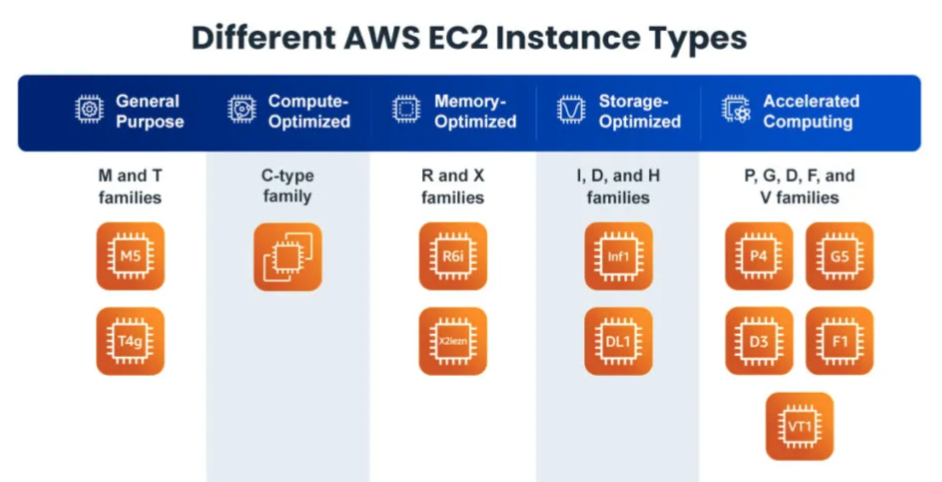 Different AWS EC2 Instance Types
General
Purpose
Compute-
Optimized
Memory-
Optimized
Storage-
Optimized
Accelerated
Computing
M and T
families
C-type
family
R and X
families
I, D, and H
families
P, G, D, F, and
V families
M5
T4g
R6i
X2iezn
Inf1
DL1
P4
G5
D3
F1
VT1